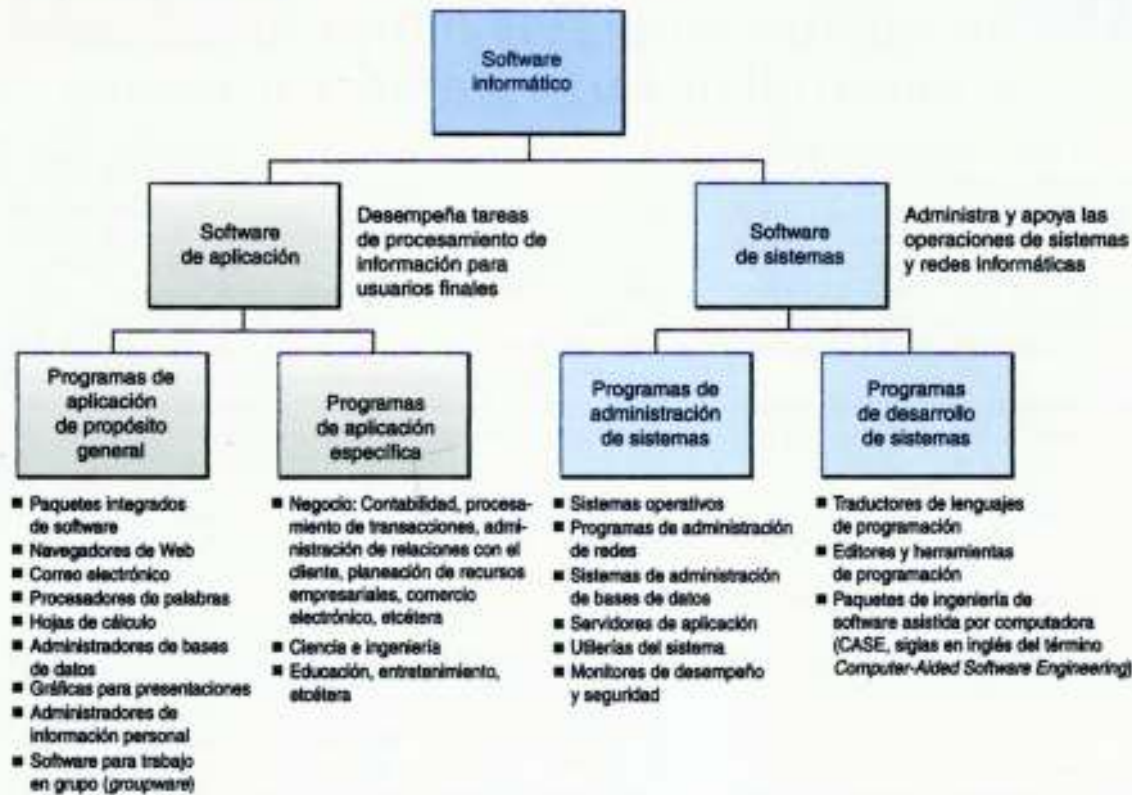 Software
informático
Software
de aplicación
Desempeña tareas
de procesamiento de
información para
usuarios finales
Software
de sistemas
Administra y apoya las
operaciones de sistemas
y redes informáticas
Programas de
aplicación
de propósito
general
Programas
de aplicación
específica
Programas de
administración
de sistemas
Programas
de desarrollo
de sistemas
■ Paquetes integrados
de software
■ Navegadores de Web
■ Correo electrónico
■ Procesadores de palabras
■ Hojas de cálculo
■ Administradores de bases
de datos
■ Gráficas para presentaciones
■ Administradores de
información personal
■ Software para trabajo
en grupo (groupware)
■ Negocio: Contabilidad, procesa-
miento de transacciones, admi-
nistración de relaciones con el
cliente, planeación de recursos
empresariales, comercio
electrónico, etcétera
■ Ciencia e ingeniería
■ Educación, entretenimiento,
etcétera
■ Sistemas operativos
■ Programas de administración
de redes
■ Sistemas de administración
de bases de datos
■ Servidores de aplicación
■ Utilerías del sistema
■ Monitores de desempeño
y seguridad
■ Traductores de lenguajes
de programación
■ Editores y herramientas
de programación
■ Paquetes de ingeniería de
software asistida por computadora
(CASE, siglas en inglés del término
Computer-Aided Software Engineering)